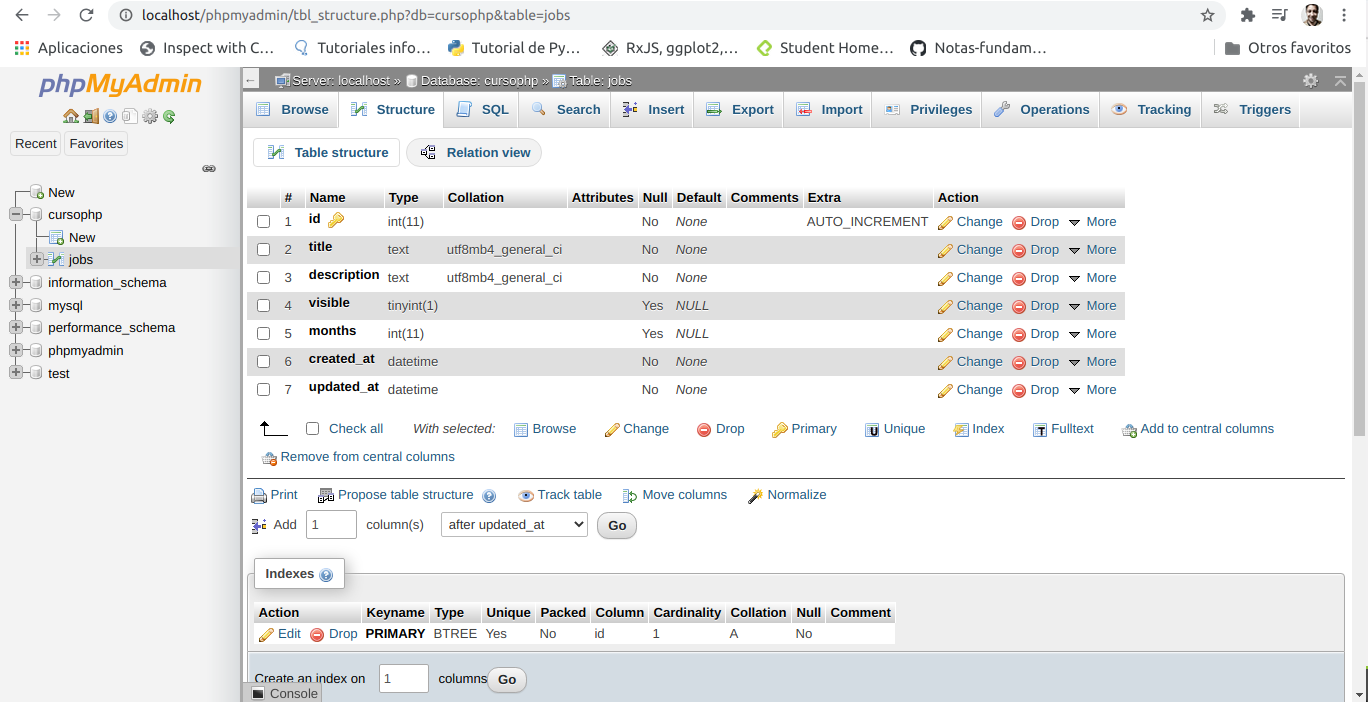 localhost/phpmyadmin/tbl_structure.php?db=cursophp&table=jobs
Aplicaciones Inspect with C... Tutoriales info... Tutorial de Py... RxJS, ggplot2,... Student Home... Notas-fundam... Otros favoritos
phpMyAdmin
Recent Favorites
New
cursophp
New
jobs
information_schema
mysql
performance_schema
phpmyadmin
test
Server: localhost » Database: cursophp » Table: jobs
Browse Structure SQL Search Insert Export Import Privileges Operations Tracking Triggers
Table structure Relation view
# Name Type Collation Attributes Null Default Comments Extra Action
1 id int(11) No None AUTO_INCREMENT Change Drop More
2 title text utf8mb4_general_ci No None Change Drop More
3 description text utf8mb4_general_ci No None Change Drop More
4 visible tinyint(1) Yes NULL Change Drop More
5 months int(11) Yes NULL Change Drop More
6 created_at datetime No None Change Drop More
7 updated_at datetime No None Change Drop More
Check all With selected: Browse Change Drop Primary Unique Index Fulltext Add to central columns
Remove from central columns
Print Propose table structure Track table Move columns Normalize
Add 1 column(s) after updated_at Go
Indexes
Action Keyname Type Unique Packed Column Cardinality Collation Null Comment
Edit Drop PRIMARY BTREE Yes No id 1 A No
Create an index on 1 columns Go
Console